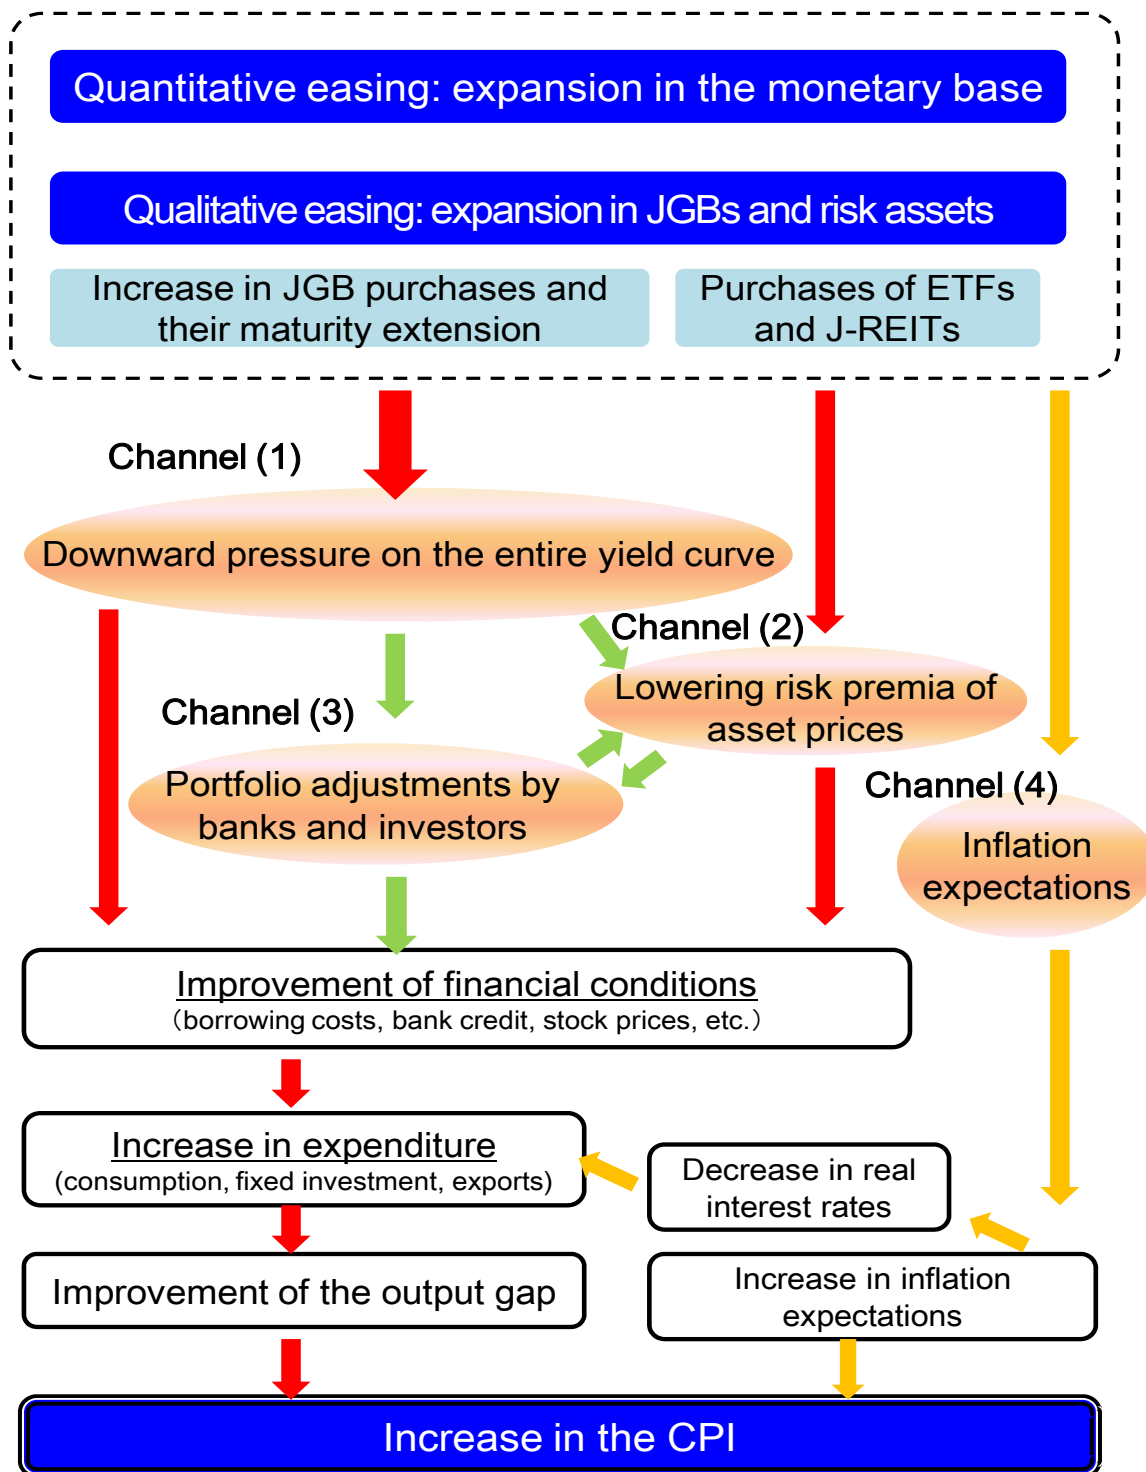 Quantitative easing: expansion in the monetary base
Qualitative easing: expansion in JGBs and risk assets
Increase in JGB purchases and
their maturity extension
Purchases of ETFs
and J-REITs
Channel (1)
Downward pressure on the entire yield curve
Channel (2)
Lowering risk premia of
asset prices
Channel (3)
Portfolio adjustments by
banks and investors
Channel (4)
Inflation
expectations
Improvement of financial conditions
（borrowing costs, bank credit, stock prices, etc.）
Increase in expenditure
(consumption, fixed investment, exports)
Decrease in real
interest rates
Improvement of the output gap
Increase in inflation
expectations
Increase in the CPI